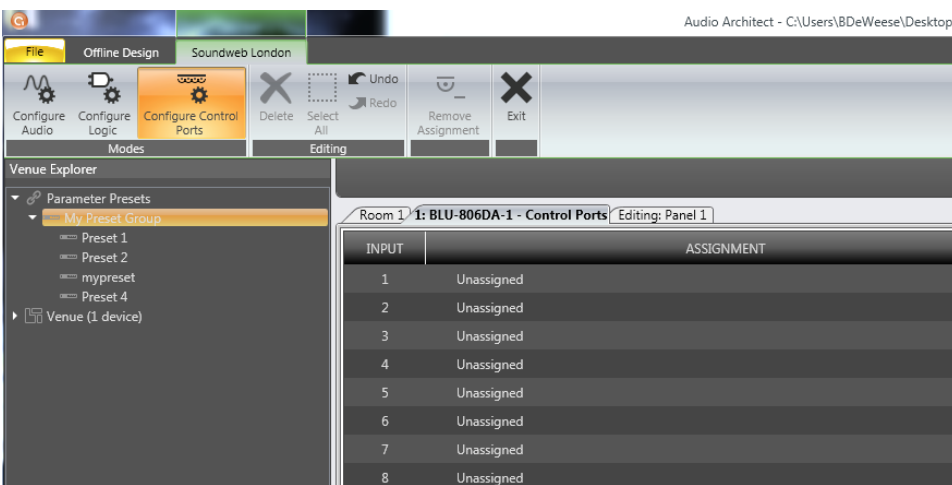 Audio Architect - C:\Users\BDeWeese\Desktop
File Offline Design Soundweb London
Configure Audio
Configure Logic
Configure Control Ports
Delete
Select All
Undo
Redo
Remove Assignment
Exit
Modes
Editing
Venue Explorer
Parameter Presets
My Preset Group
Preset 1
Preset 2
mypreset
Preset 4
Venue (1 device)
Room 1 1: BLU-806DA-1 - Control Ports Editing: Panel 1
INPUT ASSIGNMENT
1 Unassigned
2 Unassigned
3 Unassigned
4 Unassigned
5 Unassigned
6 Unassigned
7 Unassigned
8 Unassigned